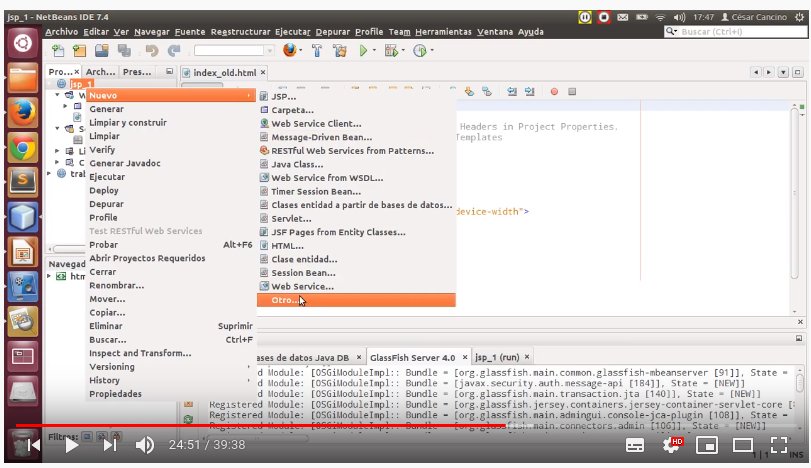 jsp_1 - NetBeans IDE 7.4
17:47 César Cancino
Archivo Editar Ver Navegar Fuente Reestructurar Ejecutar Depurar Profile Team Herramientas Ventana Ayuda
Buscar (Ctrl+I)
Pro... × Arch... Pres...
index_old.html ×
jsp_1
Nuevo
Generar
Limpiar y construir
Limpiar
Verify
Generar Javadoc
Ejecutar
Deploy
Depurar
Profile
Test RESTful Web Services
Probar Alt+F6
Abrir Proyectos Requeridos
Cerrar
Renombrar...
Mover...
Copiar...
Eliminar Suprimir
Buscar... Ctrl+F
Inspect and Transform...
Versioning
History
Propiedades
JSP...
Carpeta...
Web Service Client...
Message-Driven Bean...
RESTful Web Services from Patterns...
Java Class...
Web Service from WSDL...
Timer Session Bean...
Clases entidad a partir de bases de datos...
Servlet...
JSF Pages from Entity Classes...
HTML...
Clase entidad...
Session Bean...
Web Service...
Otro...
Headers in Project Properties.
Templates
device-width">
Navegad
htm
ases de datos Java DB × GlassFish Server 4.0 × jsp_1 (run) ×
d Module: [OSGiModuleImpl:: Bundle = [org.glassfish.main.common.glassfish-mbeanserver [91]], State =
d Module: [OSGiModuleImpl:: Bundle = [javax.security.auth.message-api [184]], State = [NEW]]
d Module: [OSGiModuleImpl:: Bundle = [org.glassfish.main.transaction.jta [140]], State = [NEW]]
Registered Module: [OSGiModuleImpl:: Bundle = [org.glassfish.jersey.containers.jersey-container-servlet-core [
Registered Module: [OSGiModuleImpl:: Bundle = [org.glassfish.main.admingui.console-jca-plugin [108]], State =
Registered Module: [OSGiModuleImpl:: Bundle = [org.glassfish.main.connectors.admin [106]], State = [NEW]]
Filtros:
24:51 / 39:38
HD
INS